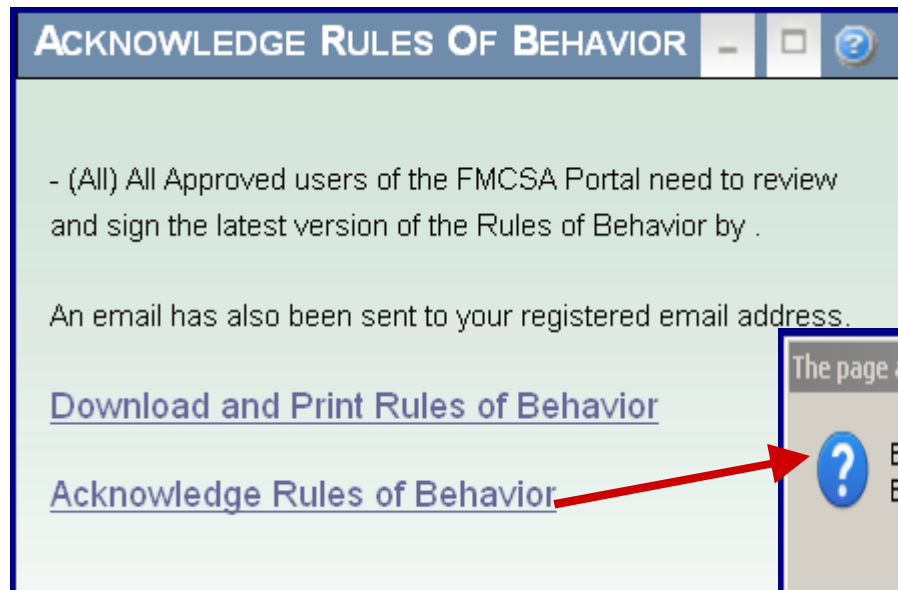 ACKNOWLEDGE RULES OF BEHAVIOR
- (All) All Approved users of the FMCSA Portal need to review
and sign the latest version of the Rules of Behavior by .
An email has also been sent to your registered email address.
The page
Download and Print Rules of Behavior
Acknowledge Rules of Behavior